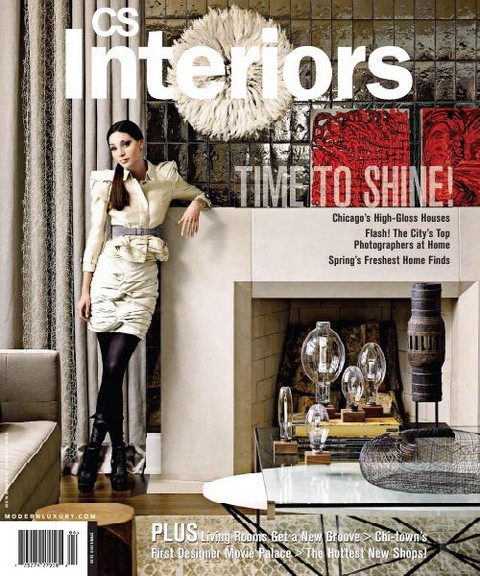 CS
Interiors
TIME TO SHINE!
Chicago's High-Gloss Houses
Flash! The City's Top
Photographers at Home
Spring's Freshest Home Finds
MODERNLUXURY.COM
PLUS Living Rooms Get a New Groove > Chi-town's
First Designer Movie Palace > The Hottest New Shops!